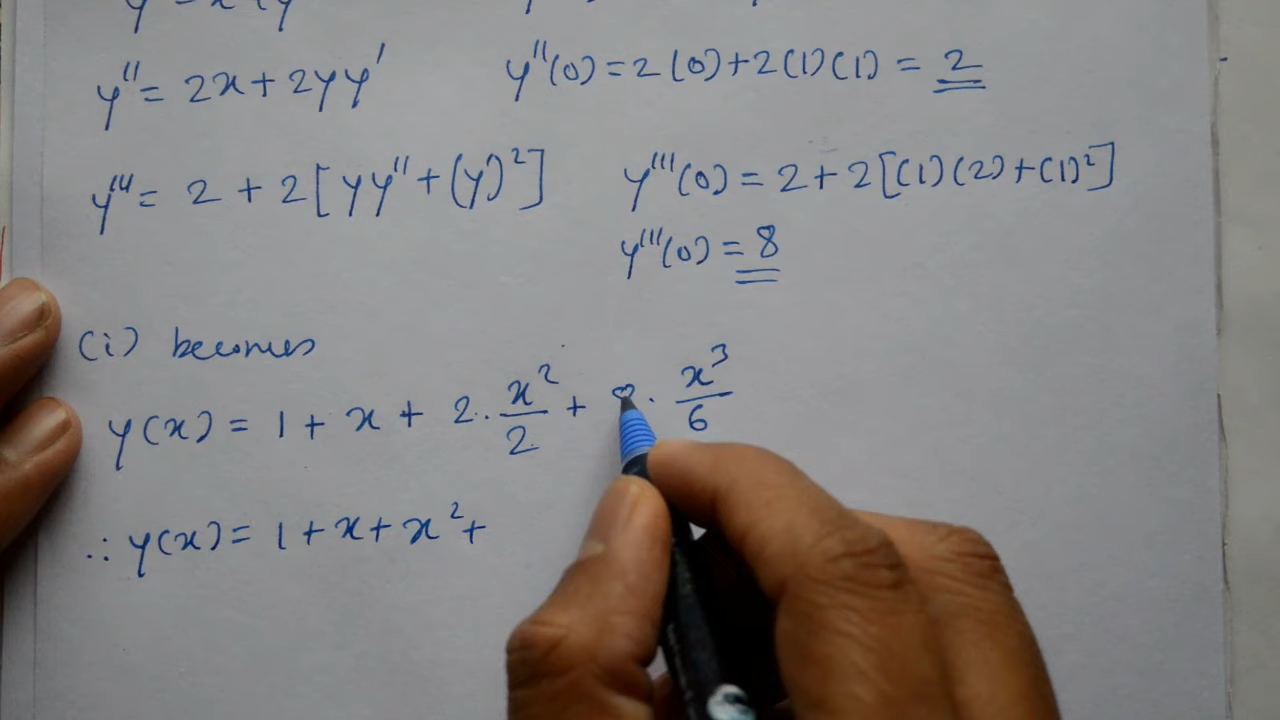 y'' = 2x + 2yy' y''(0) = 2(0)+2(1)(1) = 2
y''' = 2 + 2[yy'' + (y)²] y'''(0) = 2+2[(1)(2)+(1)²]
y'''(0) = 8
(i) becomes
y(x) = 1 + x + 2. x²/2 + 8. x³/6
∴ y(x) = 1 + x + x² +